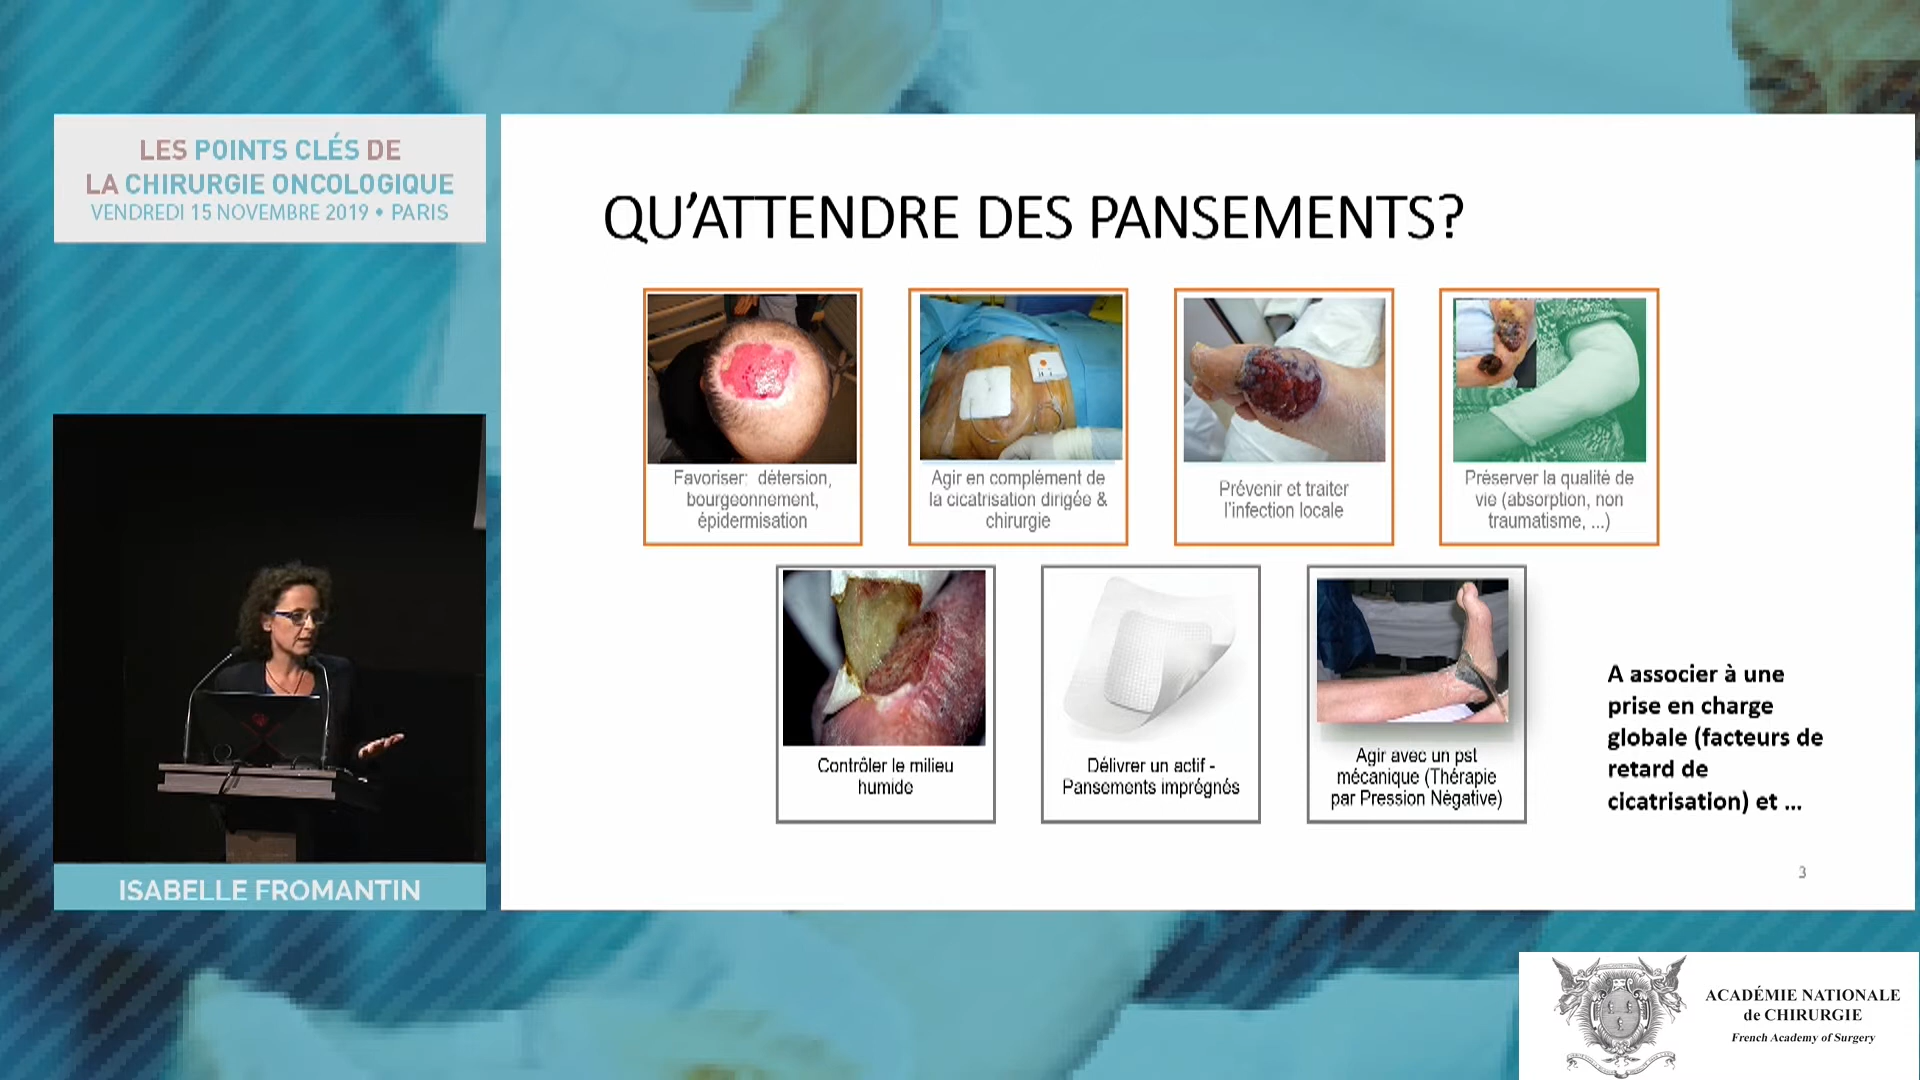 LES POINTS CLÉS DE
LA CHIRURGIE ONCOLOGIQUE
VENDREDI 15 NOVEMBRE 2019 • PARIS
QU'ATTENDRE DES PANSEMENTS?
Favoriser: détersion,
bourgeonnement,
épidermisation
Agir en complément de
la cicatrisation dirigée &
chirurgie
Prévenir et traiter
l'infection locale
Préserver la qualité de
vie (absorption, non
traumatisme, ...)
Contrôler le milieu
humide
Délivrer un actif -
Pansements imprégnés
Agir avec un pst
mécanique (Thérapie
par Pression Négative)
A associer à une
prise en charge
globale (facteurs de
retard de
cicatrisation) et ...
3
ISABELLE FROMANTIN
ACADÉMIE NATIONALE
de CHIRURGIE
French Academy of Surgery